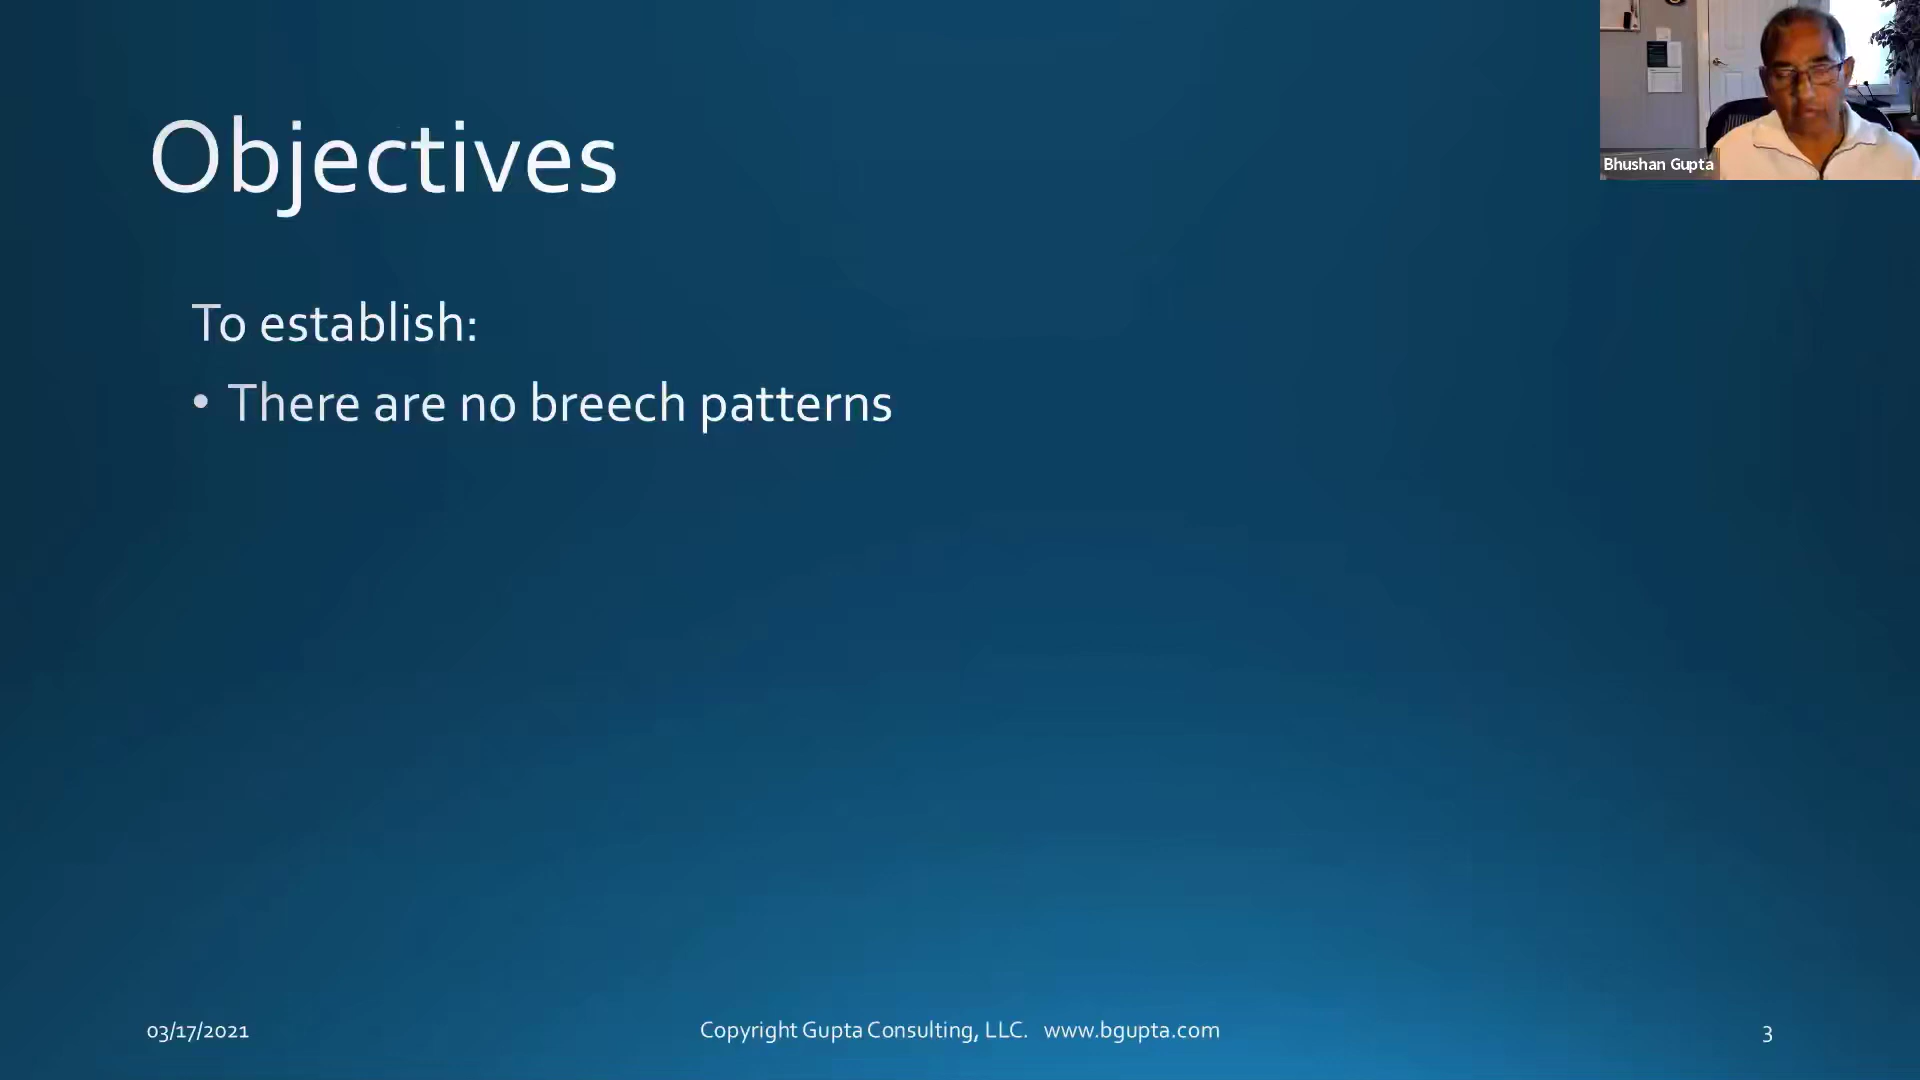 Objectives
Bhushan Gupta
To establish:
• There are no breech patterns
03/17/2021
Copyright Gupta Consulting, LLC. www.bgupta.com
3